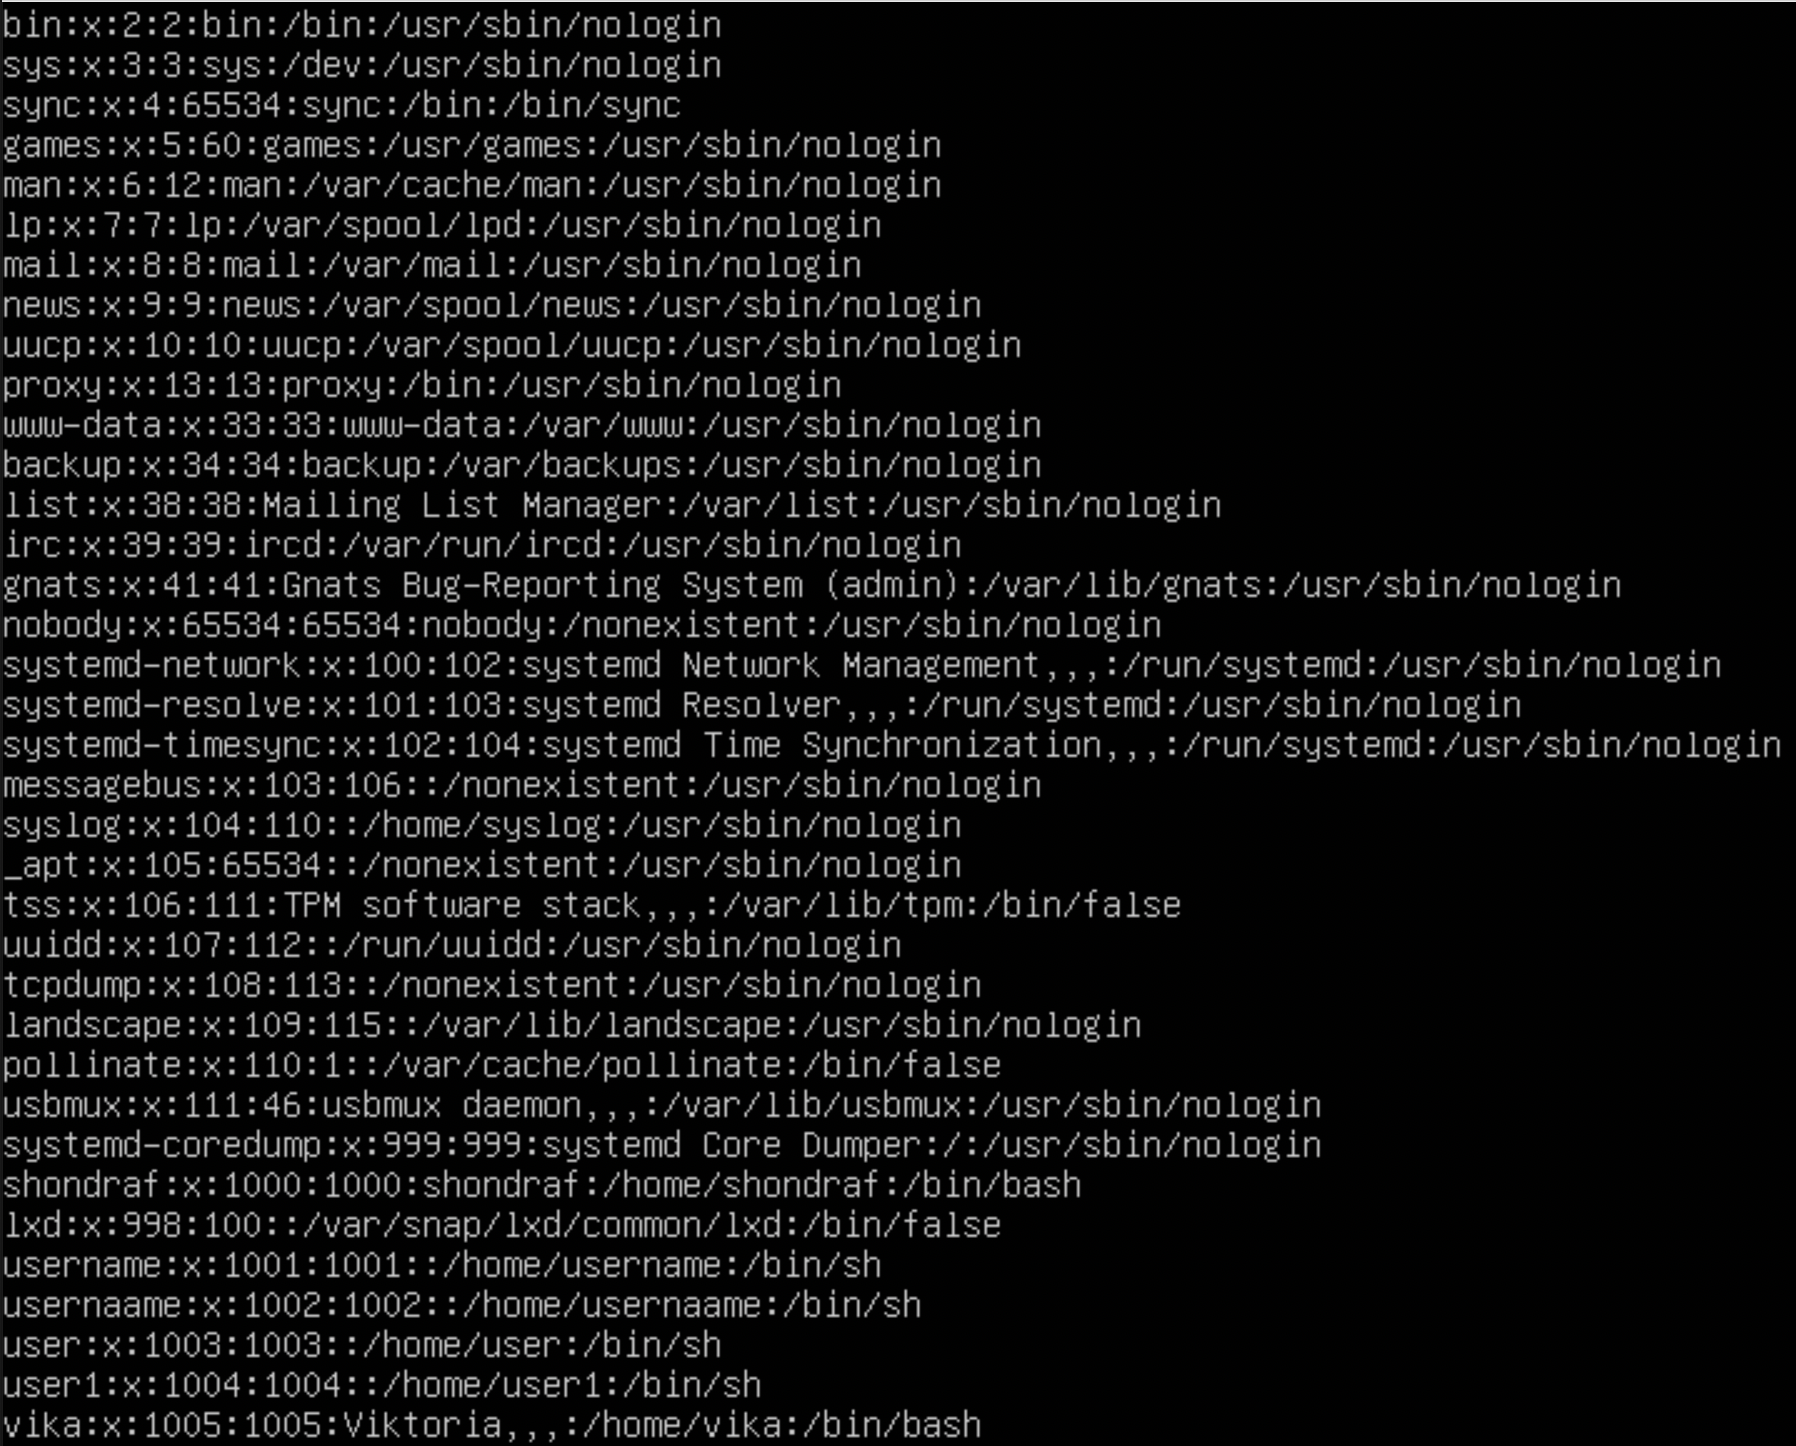 bin:x:2:2:bin:/bin:/usr/sbin/nologin
sys:x:3:3:sys:/dev:/usr/sbin/nologin
sync:x:4:65534:sync:/bin:/bin/sync
games:x:5:60:games:/usr/games:/usr/sbin/nologin
man:x:6:12:man:/var/cache/man:/usr/sbin/nologin
lp:x:7:7:lp:/var/spool/lpd:/usr/sbin/nologin
mail:x:8:8:mail:/var/mail:/usr/sbin/nologin
news:x:9:9:news:/var/spool/news:/usr/sbin/nologin
uucp:x:10:10:uucp:/var/spool/uucp:/usr/sbin/nologin
proxy:x:13:13:proxy:/bin:/usr/sbin/nologin
www-data:x:33:33:www-data:/var/www:/usr/sbin/nologin
backup:x:34:34:backup:/var/backups:/usr/sbin/nologin
list:x:38:38:Mailing List Manager:/var/list:/usr/sbin/nologin
irc:x:39:39:ircd:/var/run/ircd:/usr/sbin/nologin
gnats:x:41:41:Gnats Bug-Reporting System (admin):/var/lib/gnats:/usr/sbin/nologin
nobody:x:65534:65534:nobody:/nonexistent:/usr/sbin/nologin
systemd-network:x:100:102:systemd Network Management,,,:/run/systemd:/usr/sbin/nologin
systemd-resolve:x:101:103:systemd Resolver,,,:/run/systemd:/usr/sbin/nologin
systemd-timesync:x:102:104:systemd Time Synchronization,,,:/run/systemd:/usr/sbin/nologin
messagebus:x:103:106::/nonexistent:/usr/sbin/nologin
syslog:x:104:110::/home/syslog:/usr/sbin/nologin
_apt:x:105:65534::/nonexistent:/usr/sbin/nologin
tss:x:106:111:TPM software stack,,,:/var/lib/tpm:/bin/false
uuidd:x:107:112::/run/uuidd:/usr/sbin/nologin
tcpdump:x:108:113::/nonexistent:/usr/sbin/nologin
landscape:x:109:115::/var/lib/landscape:/usr/sbin/nologin
pollinate:x:110:1::/var/cache/pollinate:/bin/false
usbmux:x:111:46:usbmux daemon,,,:/var/lib/usbmux:/usr/sbin/nologin
systemd-coredump:x:999:999:systemd Core Dumper:/:/usr/sbin/nologin
shondraf:x:1000:1000:shondraf:/home/shondraf:/bin/bash
lxd:x:998:100::/var/snap/lxd/common/lxd:/bin/false
username:x:1001:1001::/home/username:/bin/sh
usernaame:x:1002:1002::/home/usernaame:/bin/sh
user:x:1003:1003::/home/user:/bin/sh
user1:x:1004:1004::/home/user1:/bin/sh
vika:x:1005:1005:Viktoria,,,:/home/vika:/bin/bash